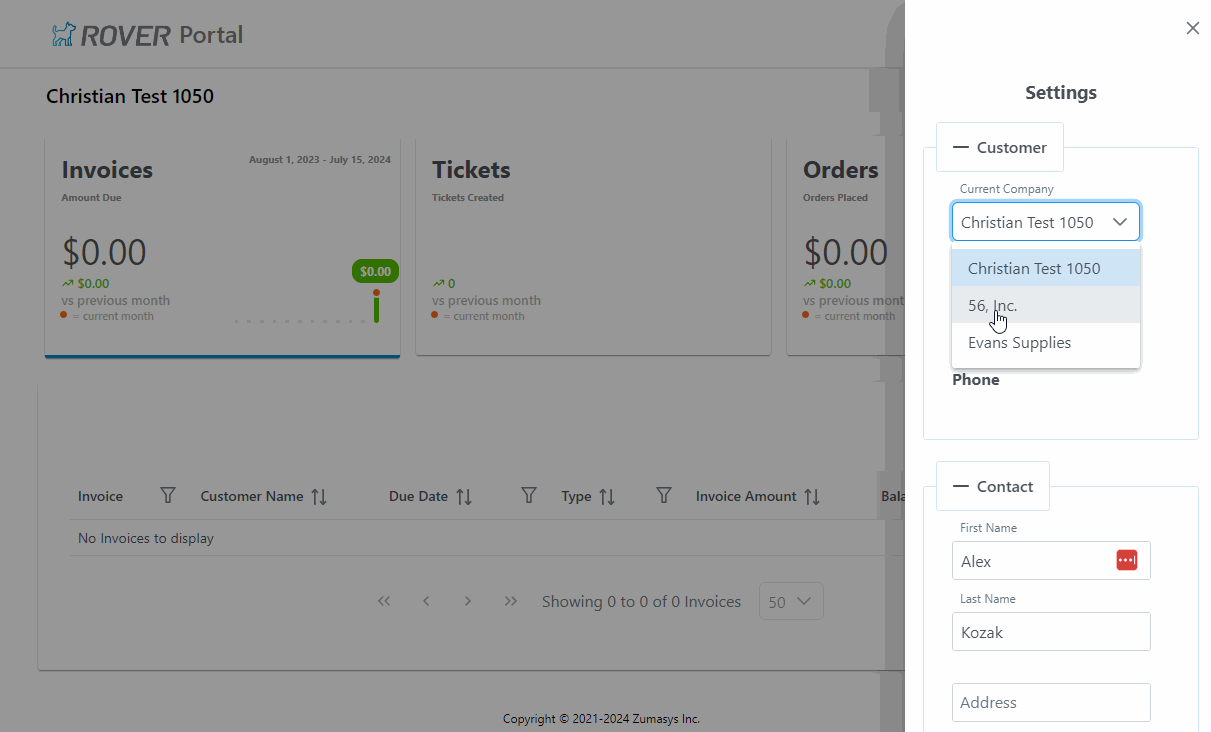 ROVER Portal
Christian Test 1050
Invoices
August 1, 2023 - July 15, 2024
Amount Due
$0.00
$0.00
$0.00
vs previous month
= current month
Tickets
Tickets Created
0
vs previous month
= current month
Orders
Orders Placed
$0.00
$0.00
vs previous mont
= current month
Invoice
Customer Name
Due Date
Type
Invoice Amount
Bala
No Invoices to display
Showing 0 to 0 of 0 Invoices
50
Copyright © 2021-2024 Zumasys Inc.
Settings
Customer
Current Company
Christian Test 1050
Christian Test 1050
56, Inc.
Evans Supplies
Phone
Contact
First Name
Alex
Last Name
Kozak
Address